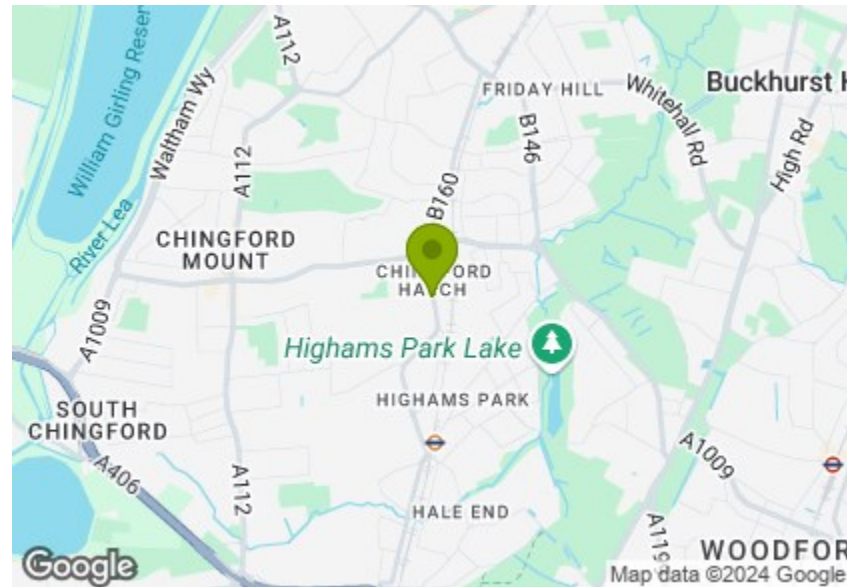 A112
FRIDAY HILL
Buckhurst H
Whitehall Rd
William Girling Reser
Waltham Wy
B146
High Rd
River Lea
A112
B160
CHINGFORD
MOUNT
CHINGFORD
HATCH
A1009
Highams Park Lake
HIGHAMS PARK
SOUTH
CHINGFORD
A406
A112
A1009
HALE END
A119
WOODFOR
Google
Map data ©2024 Google